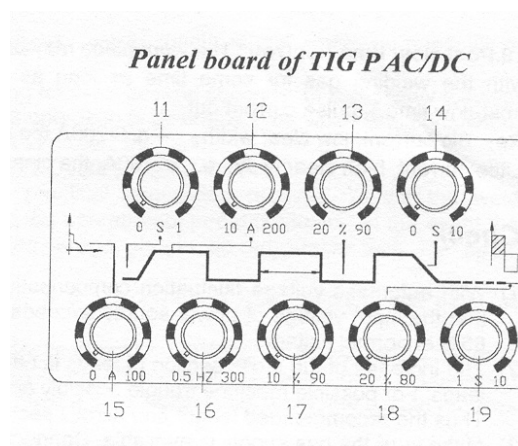 Panel board of TIG P AC/DC
11 12 13 14
0 S 1 10 A 200 20 % 90 0 S 10
0 A 100 0.5 HZ 300 10 % 90 20 % 80 1 S 10
15 16 17 18 19